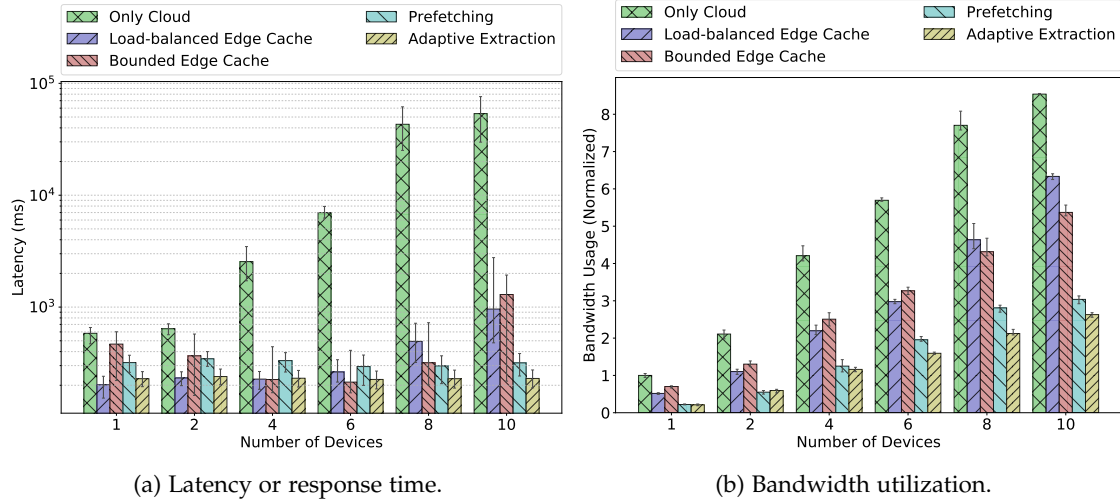 Only Cloud
Load-balanced Edge Cache
Bounded Edge Cache
Prefetching
Adaptive Extraction
10^5
10^4
10^3
Latency (ms)
1 2 4 6 8 10
Number of Devices
(a) Latency or response time.
Only Cloud
Load-balanced Edge Cache
Bounded Edge Cache
Prefetching
Adaptive Extraction
8
7
6
5
4
3
2
1
0
Bandwidth Usage (Normalized)
1 2 4 6 8 10
Number of Devices
(b) Bandwidth utilization.